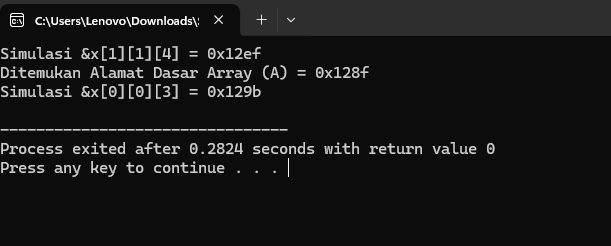 C:\Users\Lenovo\Downloads\S
Simulasi &x[1][1][4] = 0x12ef
Ditemukan Alamat Dasar Array (A) = 0x128f
Simulasi &x[0][0][3] = 0x129b
--------------------------------
Process exited after 0.2824 seconds with return value 0
Press any key to continue . . .